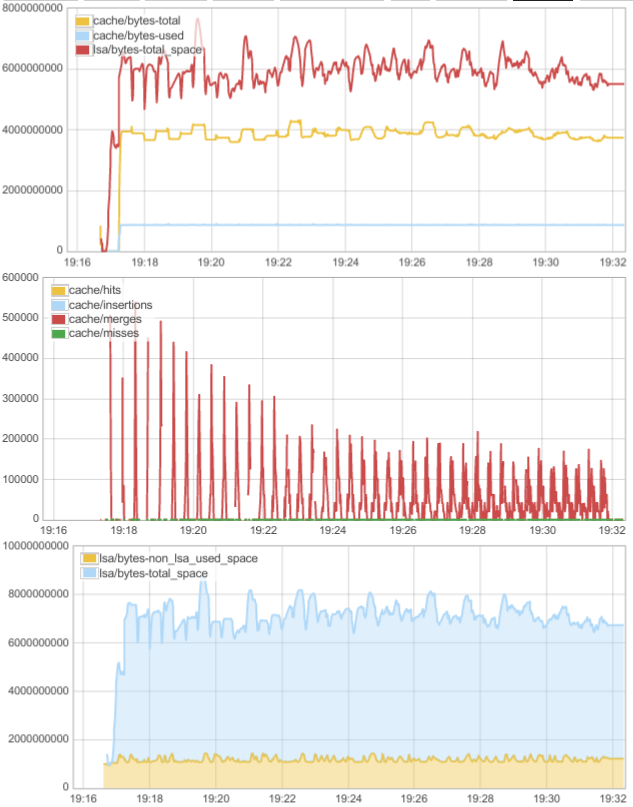 8000000000
cache/bytes-total
cache/bytes-used
lsa/bytes-total_space
6000000000
4000000000
2000000000
0
19:16 19:18 19:20 19:22 19:24 19:26 19:28 19:30 19:32
600000
cache/hits
cache/insertions
cache/merges
cache/misses
500000
400000
300000
200000
100000
0
19:16 19:18 19:20 19:22 19:24 19:26 19:28 19:30 19:32
10000000000
lsa/bytes-non_lsa_used_space
lsa/bytes-total_space
8000000000
6000000000
4000000000
2000000000
0
19:16 19:18 19:20 19:22 19:24 19:26 19:28 19:30 19:32